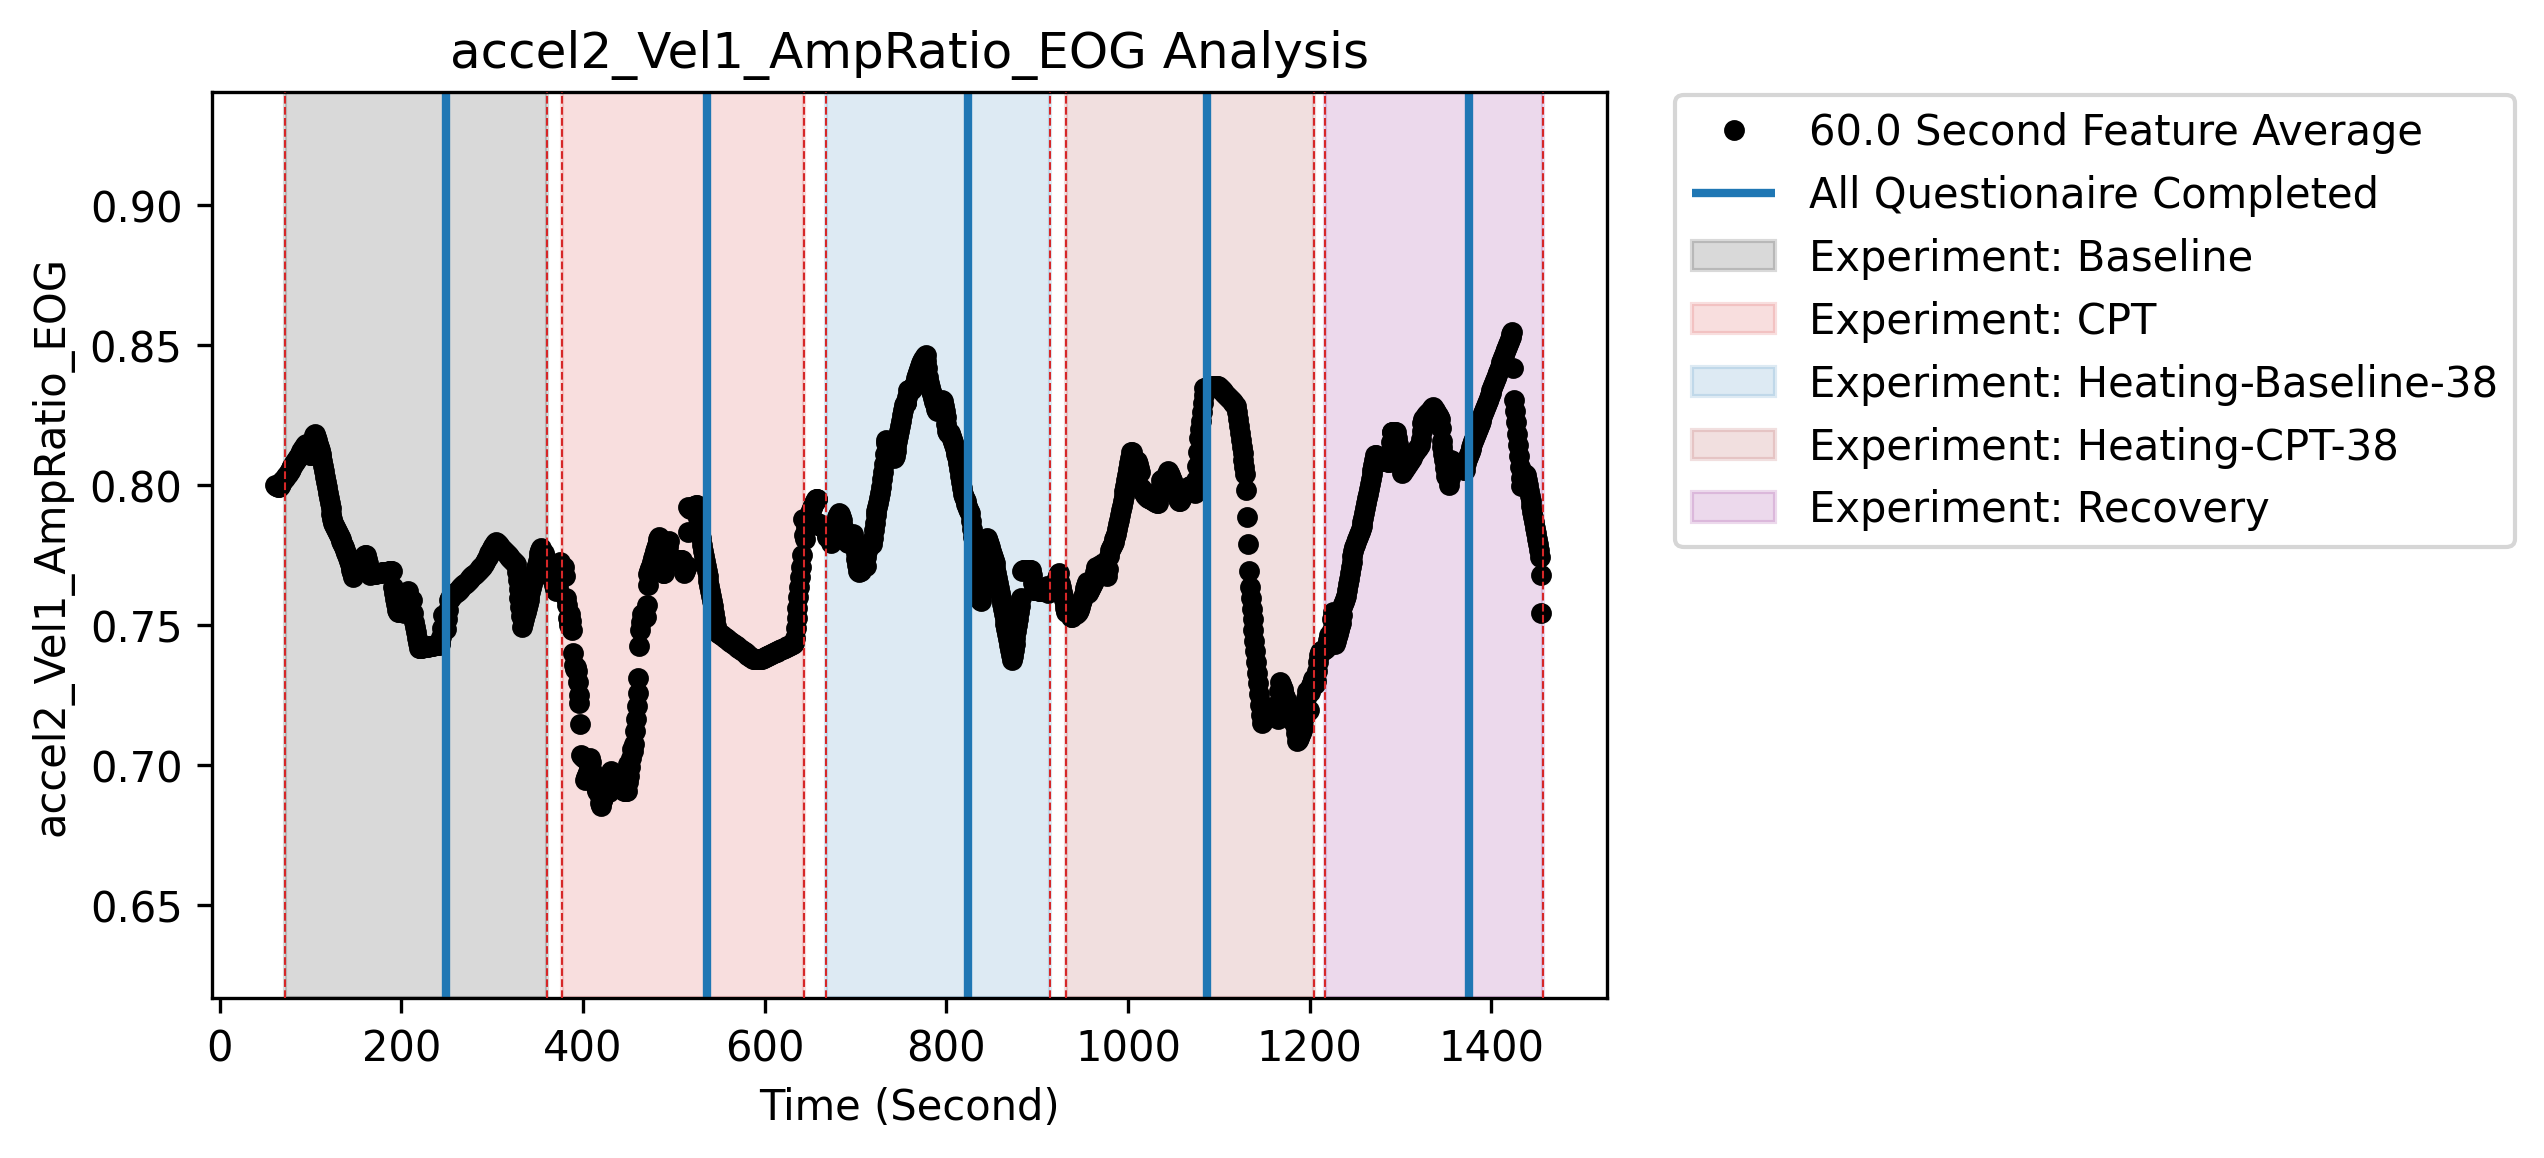 accel2_Vel1_AmpRatio_EOG Analysis
accel2_Vel1_AmpRatio_EOG
0.90
0.85
0.80
0.75
0.70
0.65
0
200
400
600
800
1000
1200
1400
Time (Second)
60.0 Second Feature Average
All Questionaire Completed
Experiment: Baseline
Experiment: CPT
Experiment: Heating-Baseline-38
Experiment: Heating-CPT-38
Experiment: Recovery